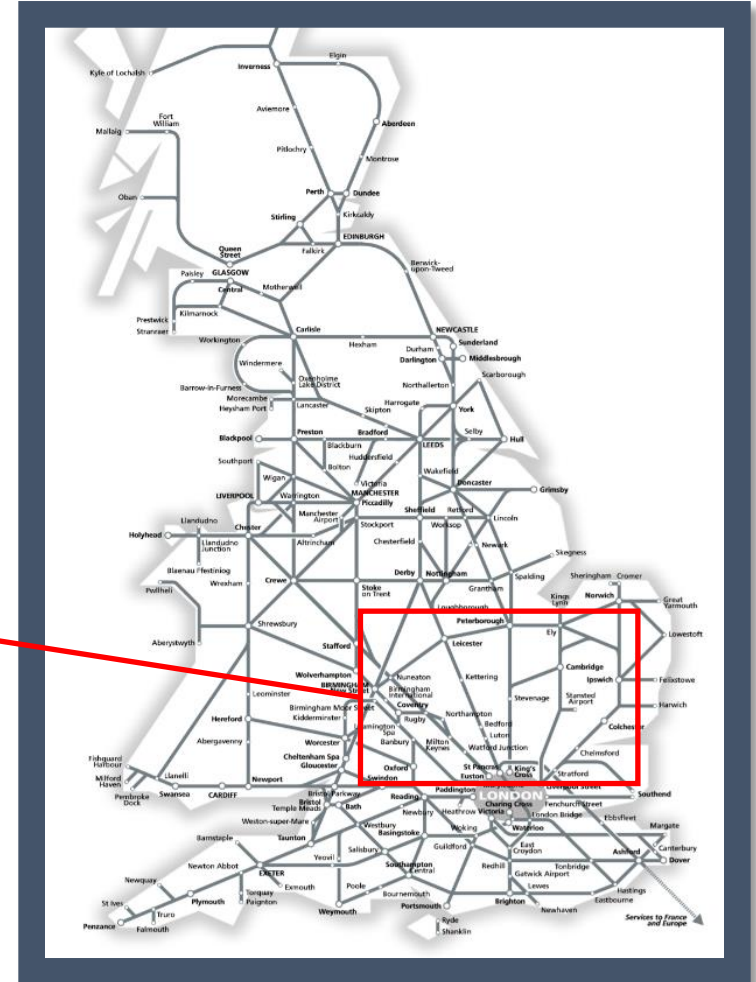 Elgin
Inverness
Kyle of Lochalsh
Aviemore
Fort
William
Mallaig
Aberdeen
Pitlochry
Montrose
Perth
Dundee
Oban
Stirling
Kirkcaldy
EDINBURGH
Queen
Street
Falkirk
Berwick-
upon-Tweed
Paisley
GLASGOW
Central
Motherwell
Prestwick
Kilmarnock
Stranraer
Carlisle
NEWCASTLE
Workington
Hexham
Sunderland
Durham
Darlington
Middlesbrough
Windermere
Scarborough
Oxenholme
Lake District
Northallerton
Barrow-in-Furness
Morecambe
Lancaster
Harrogate
Heysham Port
Skipton
York
Preston
Bradford
Selby
Blackpool
Blackburn
LEEDS
Hull
Huddersfield
Southport
Bolton
Wakefield
Wigan
Victoria
Doncaster
MANCHESTER
Grimsby
LIVERPOOL
Warrington
Piccadilly
Manchester
Airport
Sheffield
Retford
Llandudno
Stockport
Worksop
Lincoln
Chester
Holyhead
Llandudno
Junction
Altrincham
Chesterfield
Newark
Skegness
Blaenau Ffestiniog
Derby
Nottingham
Spalding
Sheringham
Cromer
Pwllheli
Wrexham
Crewe
Stoke
on Trent
Grantham
Kings
Lynn
Norwich
Great
Yarmouth
Loughborough
Shrewsbury
Peterborough
Ely
Lowestoft
Aberystwyth
Stafford
Leicester
Wolverhampton
Cambridge
Nuneaton
Kettering
Ipswich
Felixstowe
BIRMINGHAM
New Street
Birmingham
International
Stansted
Airport
Leominster
Coventry
Stevenage
Birmingham Moor Street
Northampton
Harwich
Kidderminster
Rugby
Bedford
Colchester
Hereford
Leamington
Spa
Luton
Milton
Keynes
Worcester
Banbury
Watford Junction
Chelmsford
Abergavenny
Cheltenham Spa
Fishguard
Harbour
Gloucester
Oxford
St Pancras
King's
Cross
Euston
Stratford
Llanelli
Swindon
Milford
Haven
Newport
Paddington
Liverpool Street
Southend
Pembroke
Dock
Swansea
CARDIFF
Bristol Parkway
Reading
LONDON
Bristol
Temple Meads
Bath
Charing Cross
Fenchurch Street
Newbury
Heathrow
Victoria
London Bridge
Ebbsfleet
Weston-super-Mare
Waterloo
Margate
Barnstaple
Westbury
Basingstoke
Woking
Taunton
East
Croydon
Canterbury
Salisbury
Guildford
Ashford
Yeovil
Redhill
Tonbridge
Dover
Newton Abbot
Southampton
Central
Gatwick Airport
EXETER
Newquay
Exmouth
Poole
Lewes
Hastings
Torquay
Bournemouth
Eastbourne
St Ives
Plymouth
Paignton
Portsmouth
Brighton
Newhaven
Truro
Weymouth
Ryde
Services to France
and Europe
Penzance
Falmouth
Shanklin